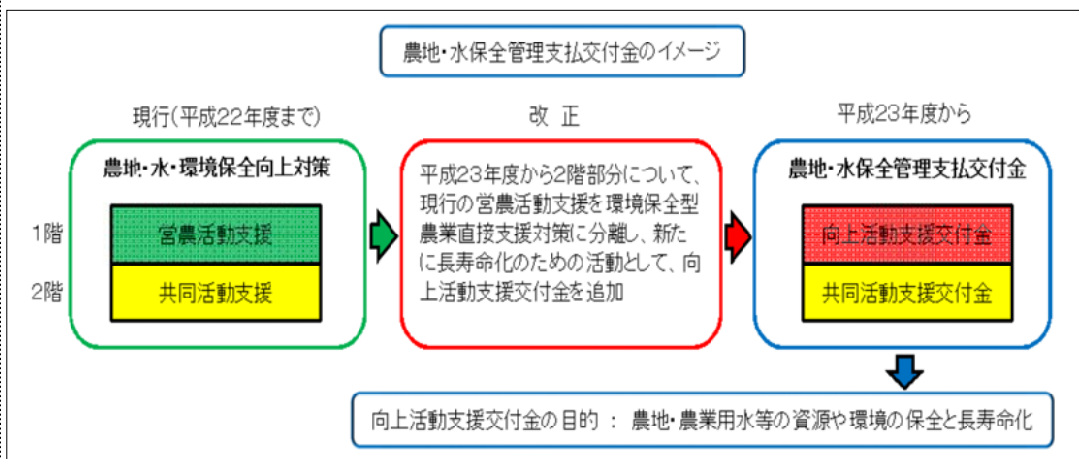 農地・水保全管理支払交付金のイメージ
現行(平成22年度まで)
改 正
平成23年度から
農地・水・環境保全向上対策
1階
営農活動支援
2階
共同活動支援
平成23年度から2階部分について、
現行の営農活動支援を環境保全型
農業直接支援対策に分離し、新た
に長寿命化のための活動として、向
上活動支援交付金を追加
農地・水保全管理支払交付金
向上活動支援交付金
共同活動支援交付金
向上活動支援交付金の目的 : 農地・農業用水等の資源や環境の保全と長寿命化